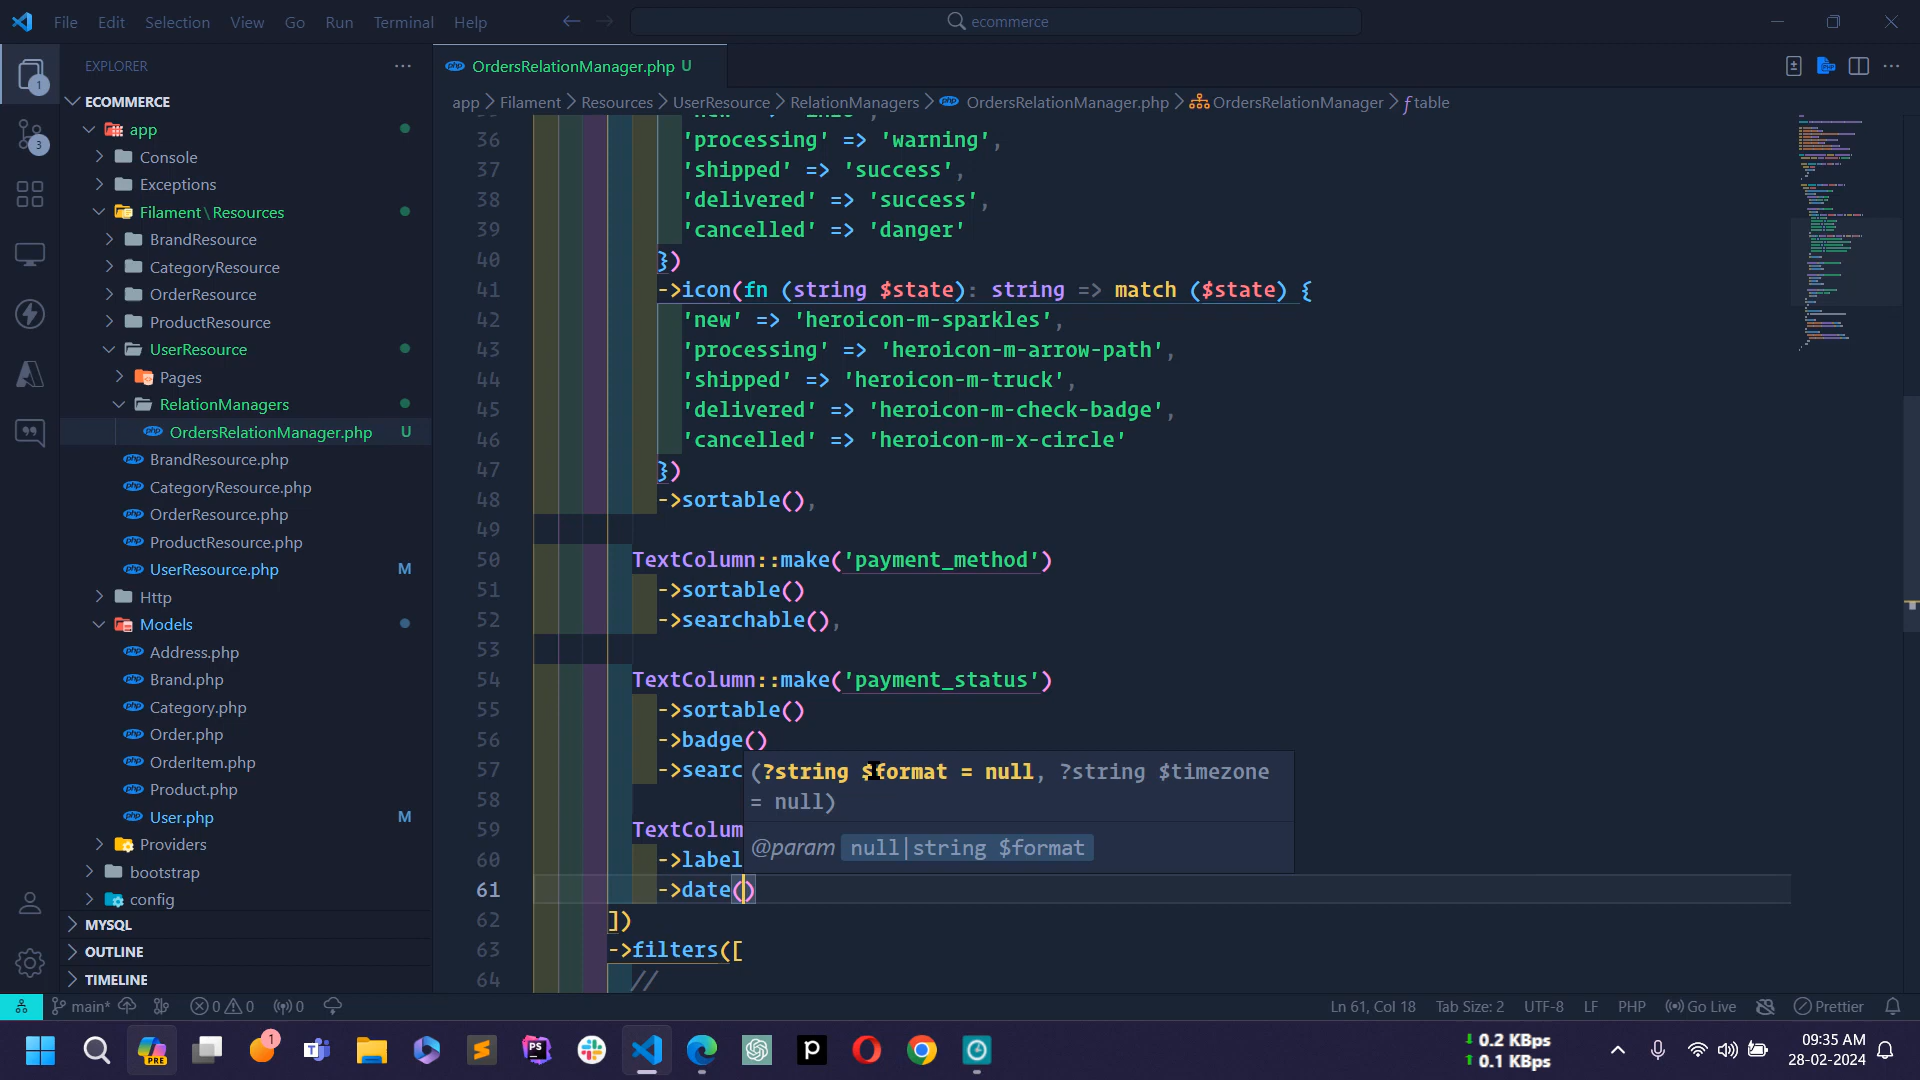 File Edit Selection View Go Run Terminal Help
ecommerce
EXPLORER
OrdersRelationManager.php U
app > Filament > Resources > UserResource > RelationManagers > OrdersRelationManager.php > OrdersRelationManager > table
ECOMMERCE
app
Console
Exceptions
Filament\Resources
BrandResource
CategoryResource
OrderResource
ProductResource
UserResource
Pages
RelationManagers
OrdersRelationManager.php U
BrandResource.php
CategoryResource.php
OrderResource.php
ProductResource.php
UserResource.php M
Http
Models
Address.php
Brand.php
Category.php
Order.php
OrderItem.php
Product.php
User.php M
Providers
bootstrap
config
MYSQL
OUTLINE
TIMELINE
36 'processing' => 'warning',
37 'shipped' => 'success',
38 'delivered' => 'success',
39 'cancelled' => 'danger'
40 })
41 ->icon(fn (string $state): string => match ($state) {
42 'new' => 'heroicon-m-sparkles',
43 'processing' => 'heroicon-m-arrow-path',
44 'shipped' => 'heroicon-m-truck',
45 'delivered' => 'heroicon-m-check-badge',
46 'cancelled' => 'heroicon-m-x-circle'
47 })
48 ->sortable(),
49
50 TextColumn::make('payment_method')
51 ->sortable()
52 ->searchable(),
53
54 TextColumn::make('payment_status')
55 ->sortable()
56 ->badge()
57 ->searc
58
59 TextColum
60 ->label
61 ->date()
62 ])
63 ->filters([
64 //
(?string $format = null, ?string $timezone
= null)
@param null|string $format
main* 0 0 0
Ln 61, Col 18 Tab Size: 2 UTF-8 LF PHP Go Live Prettier
0.2 KBps
0.1 KBps
09:35 AM
28-02-2024